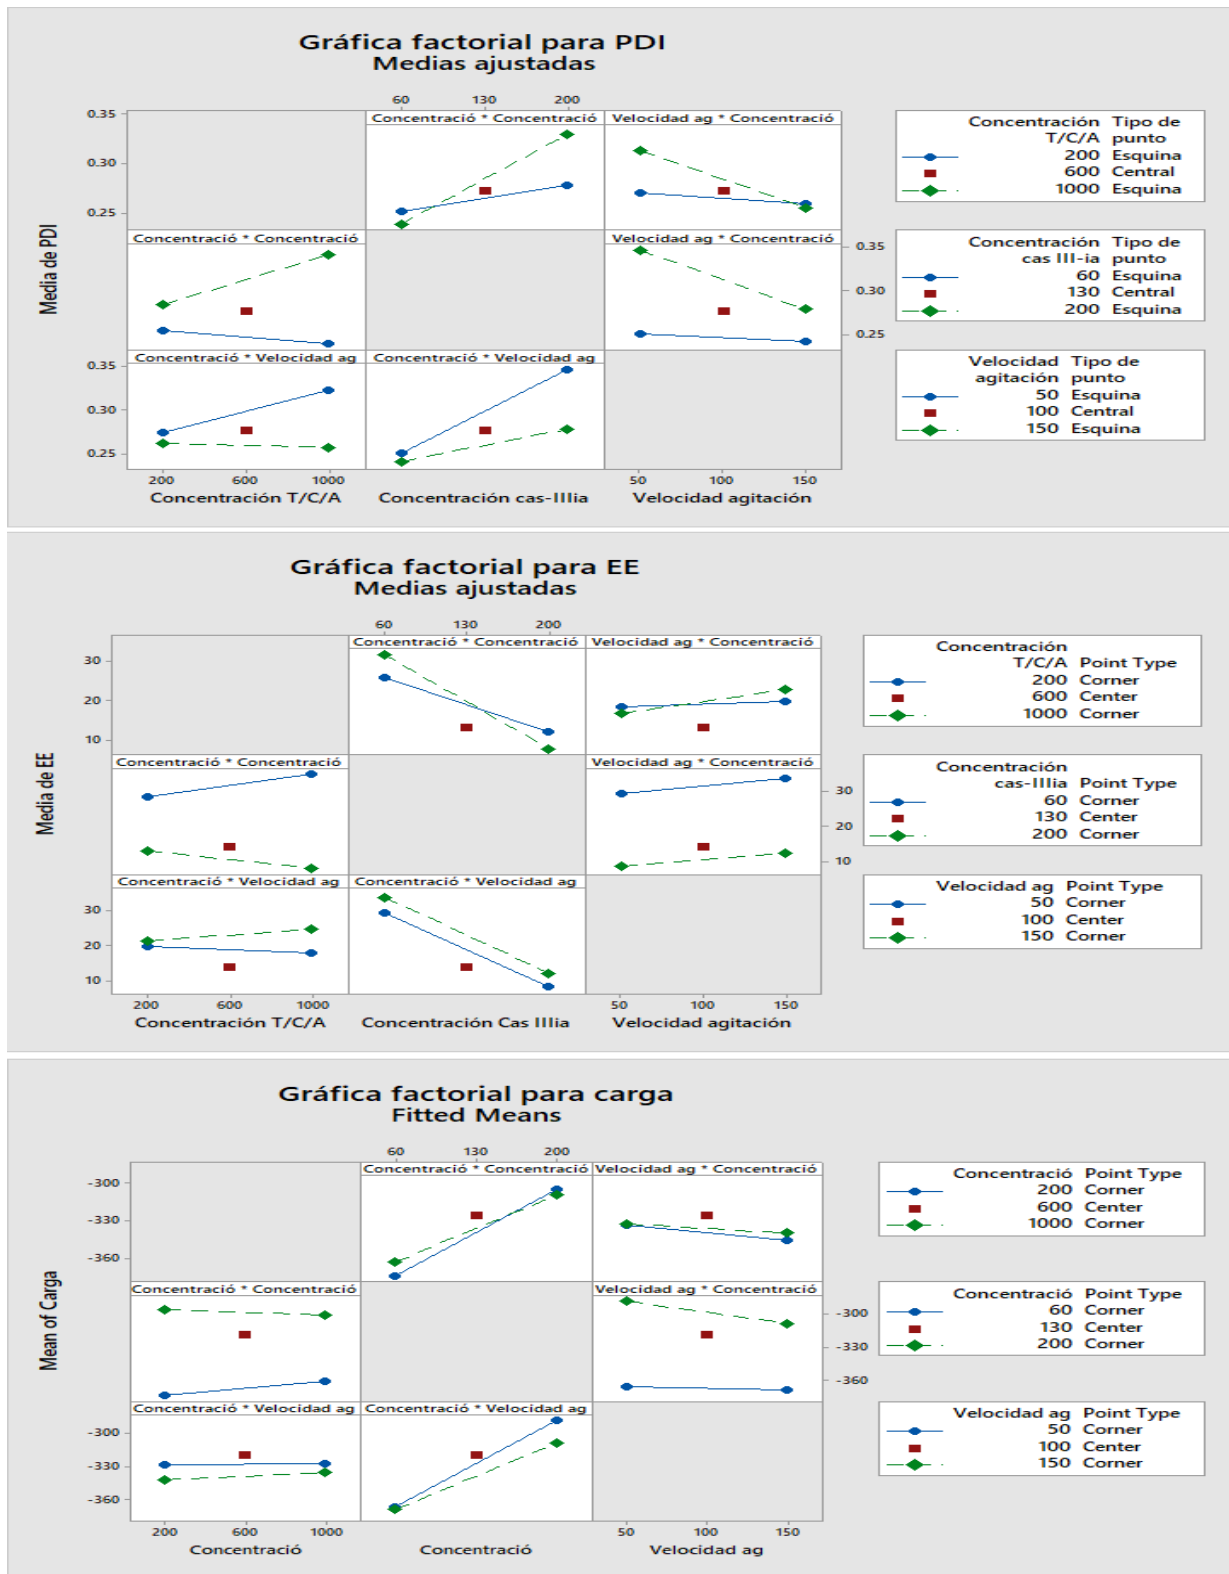 Gráfica factorial para PDI
Medias ajustadas
60 130 200
Concentració * Concentració Velocidad ag * Concentració
0.35
0.30
0.25
Concentración Tipo de
T/C/A punto
200 Esquina
600 Central
1000 Esquina
Media de PDI
Concentració * Concentració Velocidad ag * Concentració
0.35
0.30
0.25
Concentración Tipo de
cas III-ia punto
60 Esquina
130 Central
200 Esquina
Concentració * Velocidad ag Concentració * Velocidad ag
0.35
0.30
0.25
Velocidad Tipo de
agitación punto
50 Esquina
100 Central
150 Esquina
200 600 1000 50 100 150
Concentración T/C/A Concentración cas-IIIia Velocidad agitación
Gráfica factorial para EE
Medias ajustadas
60 130 200
Concentració * Concentració Velocidad ag * Concentració
30
20
10
Concentración
T/C/A Point Type
200 Corner
600 Center
1000 Corner
Media de EE
Concentració * Concentració Velocidad ag * Concentració
30
20
10
Concentración
cas-IIIia Point Type
60 Corner
130 Center
200 Corner
Concentració * Velocidad ag Concentració * Velocidad ag
30
20
10
Velocidad ag Point Type
50 Corner
100 Center
150 Corner
200 600 1000 50 100 150
Concentración T/C/A Concentración Cas IIIia Velocidad agitación
Gráfica factorial para carga
Fitted Means
60 130 200
Concentració * Concentració Velocidad ag * Concentració
-300
-330
-360
Concentració Point Type
200 Corner
600 Center
1000 Corner
Mean of Carga
Concentració * Concentració Velocidad ag * Concentració
-300
-330
-360
Concentració Point Type
60 Corner
130 Center
200 Corner
Concentració * Velocidad ag Concentració * Velocidad ag
-300
-330
-360
Velocidad ag Point Type
50 Corner
100 Center
150 Corner
200 600 1000 50 100 150
Concentració Concentració Velocidad ag